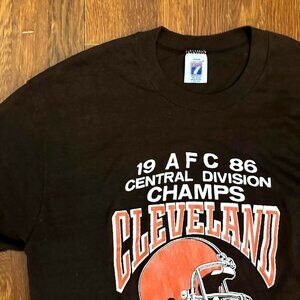 19 AFC 86
CENTRAL DIVISION
CHAMPS
CLEVELAND